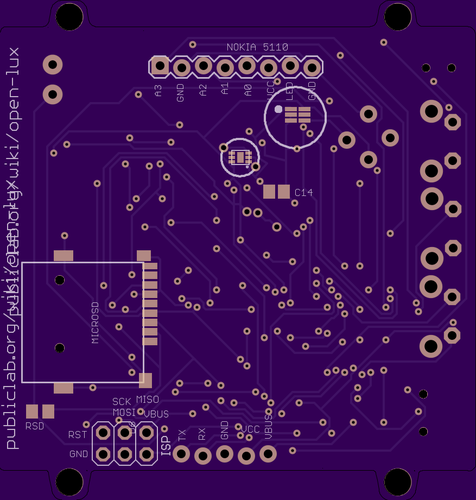 NOKIA 5110
A3
GND
A2
A1
A0
VCC
LED
GND
C14
publiclab.org/wiki/open-lux
MICROSD
RSD
SCK MISO
MOSI VBUS
RST
GND
ISP
TX
RX
GND
VCC
VBUS